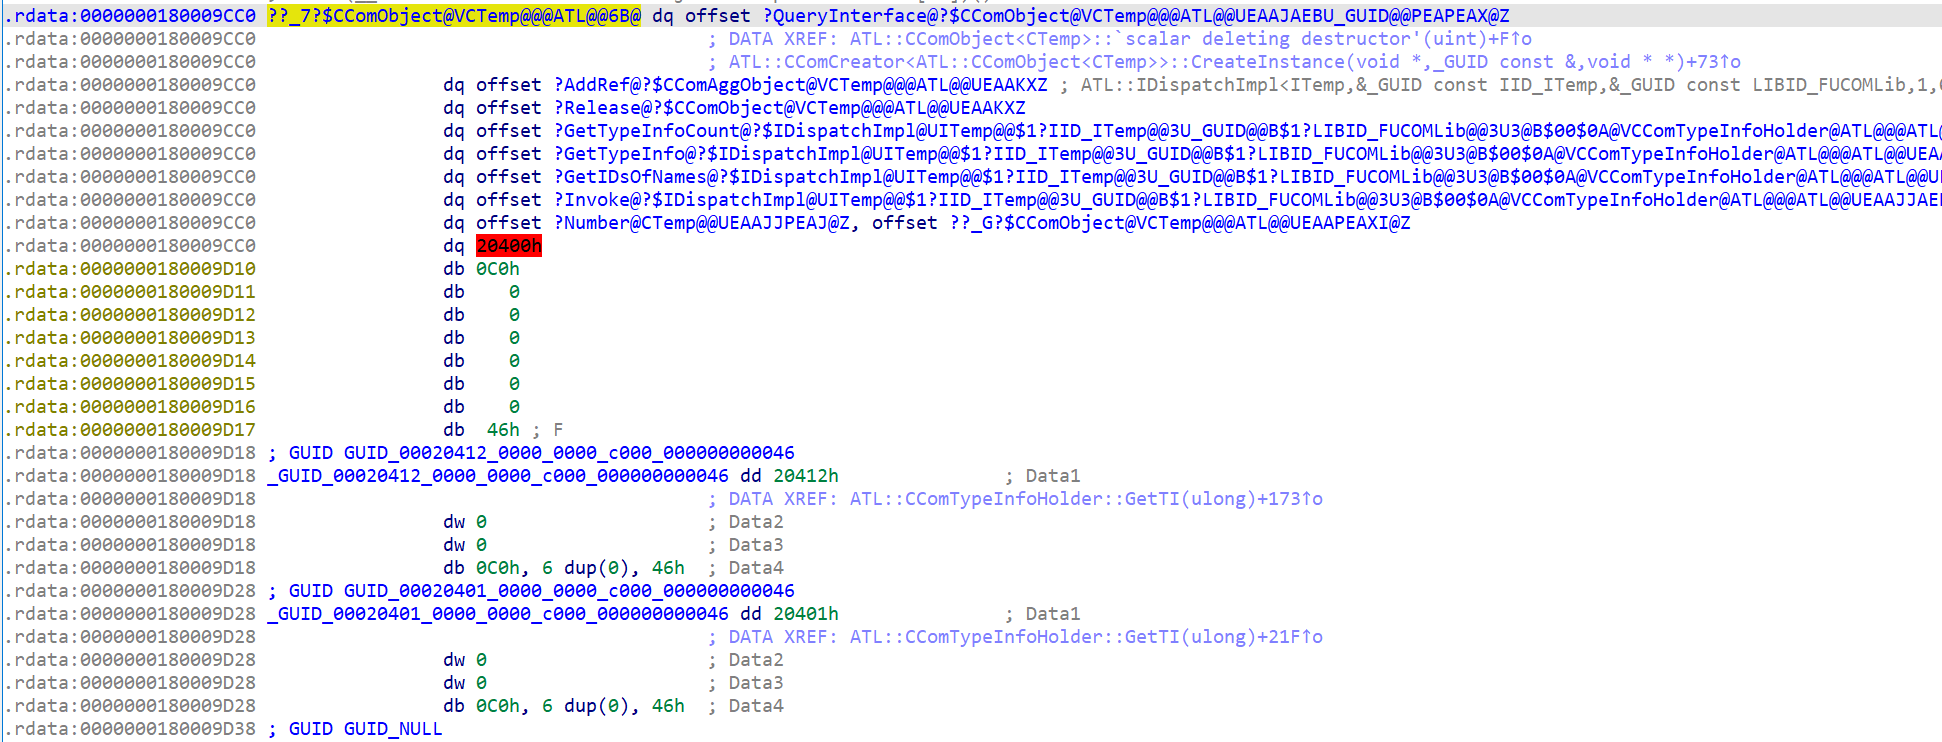 .rdata:0000000180009CC0 ??_7?$CComObject@VCTemp@@@ATL@@6B@ dq offset ?QueryInterface@?$CComObject@VCTemp@@@ATL@@UEAAJAEBU_GUID@@PEAPEAX@Z
.rdata:0000000180009CC0 ; DATA XREF: ATL::CComObject<CTemp>::`scalar deleting destructor'(uint)+F↑o
.rdata:0000000180009CC0 ; ATL::CComCreator<ATL::CComObject<CTemp>>::CreateInstance(void *,_GUID const &,void * *)+73↑o
.rdata:0000000180009CC0 dq offset ?AddRef@?$CComAggObject@VCTemp@@@ATL@@UEAAKXZ ; ATL::IDispatchImpl<ITemp,&_GUID const IID_ITemp,&_GUID const LIBID_FUCOMLib,1,
.rdata:0000000180009CC0 dq offset ?Release@?$CComObject@VCTemp@@@ATL@@UEAAKXZ
.rdata:0000000180009CC0 dq offset ?GetTypeInfoCount@?$IDispatchImpl@UITemp@@$1?IID_ITemp@@3U_GUID@@B$1?LIBID_FUCOMLib@@3U3@B$00$0A@VCComTypeInfoHolder@ATL@@@ATL@
.rdata:0000000180009CC0 dq offset ?GetTypeInfo@?$IDispatchImpl@UITemp@@$1?IID_ITemp@@3U_GUID@@B$1?LIBID_FUCOMLib@@3U3@B$00$0A@VCComTypeInfoHolder@ATL@@@ATL@@UEA
.rdata:0000000180009CC0 dq offset ?GetIDsOfNames@?$IDispatchImpl@UITemp@@$1?IID_ITemp@@3U_GUID@@B$1?LIBID_FUCOMLib@@3U3@B$00$0A@VCComTypeInfoHolder@ATL@@@ATL@@U
.rdata:0000000180009CC0 dq offset ?Invoke@?$IDispatchImpl@UITemp@@$1?IID_ITemp@@3U_GUID@@B$1?LIBID_FUCOMLib@@3U3@B$00$0A@VCComTypeInfoHolder@ATL@@@ATL@@UEAAJJAE
.rdata:0000000180009CC0 dq offset ?Number@CTemp@@UEAAJJPEAJ@Z, offset ??_G?$CComObject@VCTemp@@@ATL@@UEAAPEAXI@Z
.rdata:0000000180009CC0 dq 20400h
.rdata:0000000180009D10 db 0C0h
.rdata:0000000180009D11 db 0
.rdata:0000000180009D12 db 0
.rdata:0000000180009D13 db 0
.rdata:0000000180009D14 db 0
.rdata:0000000180009D15 db 0
.rdata:0000000180009D16 db 0
.rdata:0000000180009D17 db 46h ; F
.rdata:0000000180009D18 ; GUID GUID_00020412_0000_0000_c000_000000000046
.rdata:0000000180009D18 _GUID_00020412_0000_0000_c000_000000000046 dd 20412h ; Data1
.rdata:0000000180009D18 ; DATA XREF: ATL::CComTypeInfoHolder::GetTI(ulong)+173↑o
.rdata:0000000180009D18 dw 0 ; Data2
.rdata:0000000180009D18 dw 0 ; Data3
.rdata:0000000180009D18 db 0C0h, 6 dup(0), 46h ; Data4
.rdata:0000000180009D28 ; GUID GUID_00020401_0000_0000_c000_000000000046
.rdata:0000000180009D28 _GUID_00020401_0000_0000_c000_000000000046 dd 20401h ; Data1
.rdata:0000000180009D28 ; DATA XREF: ATL::CComTypeInfoHolder::GetTI(ulong)+21F↑o
.rdata:0000000180009D28 dw 0 ; Data2
.rdata:0000000180009D28 dw 0 ; Data3
.rdata:0000000180009D28 db 0C0h, 6 dup(0), 46h ; Data4
.rdata:0000000180009D38 ; GUID GUID_NULL